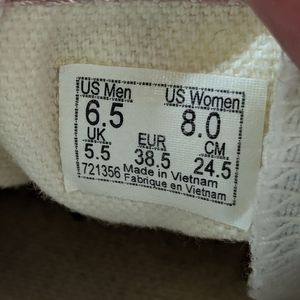 US Men US Women
6.5 8.0
UK EUR CM
5.5 38.5 24.5
721356 Made in Vietnam
Fabrique en Vietnam